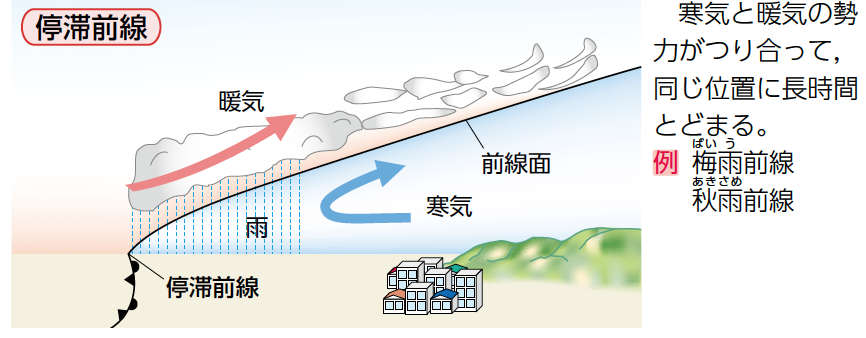 停滞前線
暖気
前線面
寒気
雨
停滞前線
寒気と暖気の勢
力がつり合って，
同じ位置に長時間
とどまる。
ばいう
例 梅雨前線
あきさめ
秋雨前線